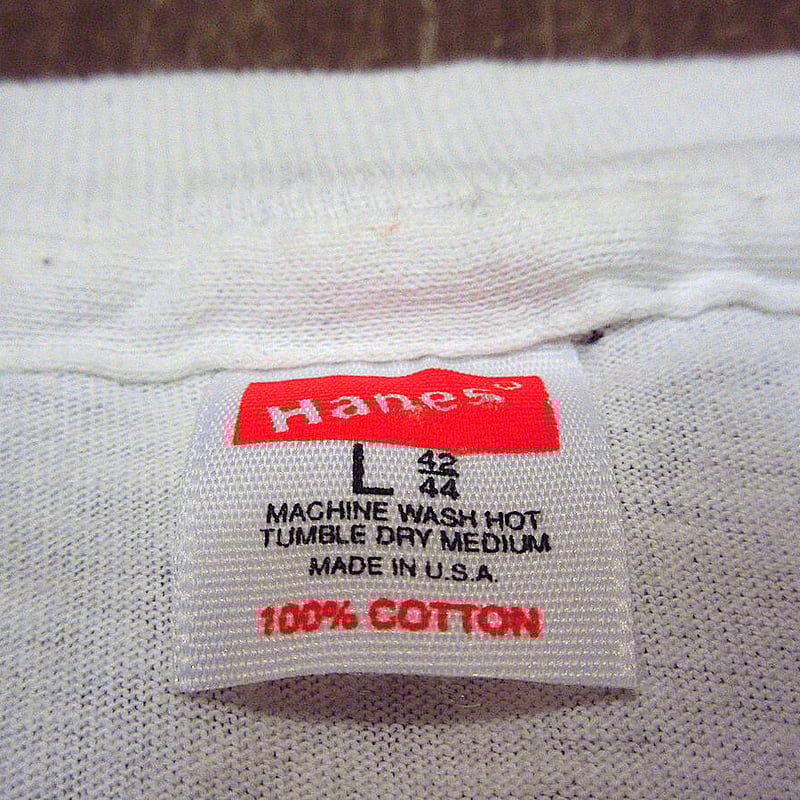 Hanes
L 42/44
MACHINE WASH HOT
TUMBLE DRY MEDIUM
MADE IN U.S.A.
100% COTTON